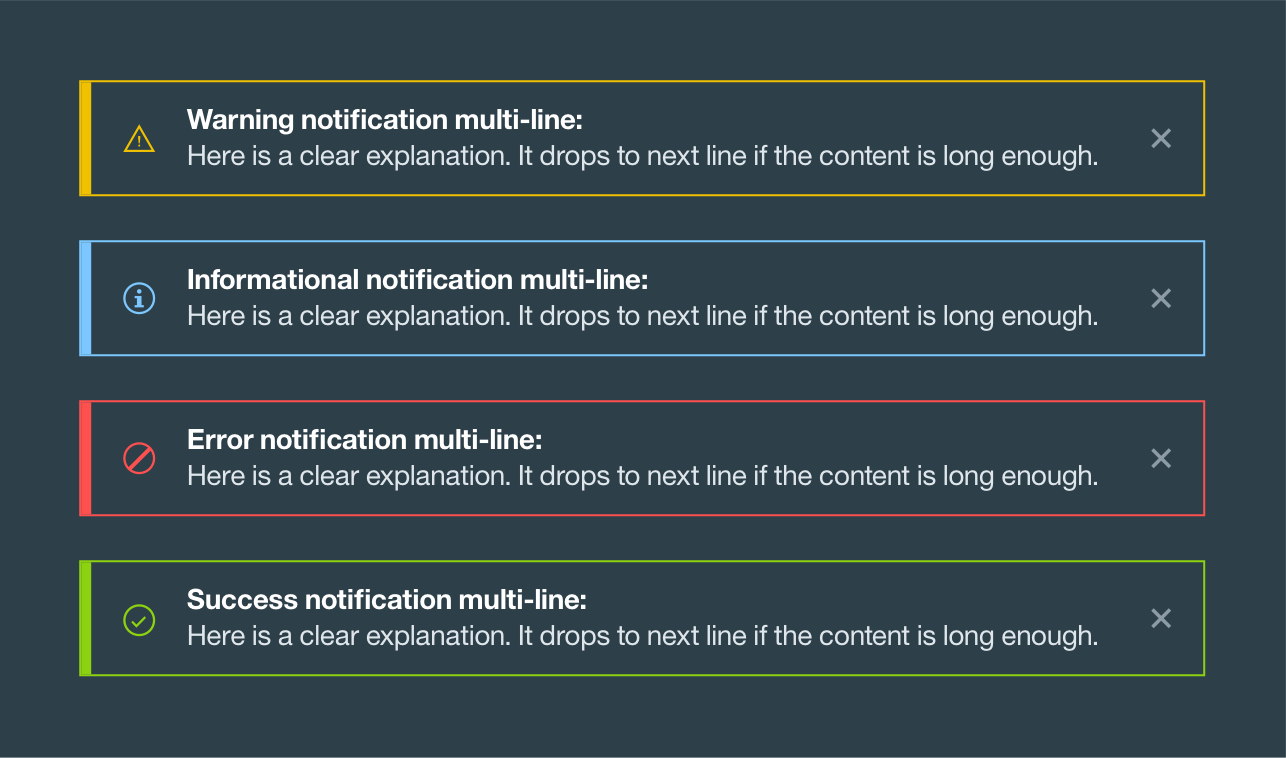 Warning notification multi-line:
Here is a clear explanation. It drops to next line if the content is long enough.
Informational notification multi-line:
Here is a clear explanation. It drops to next line if the content is long enough.
Error notification multi-line:
Here is a clear explanation. It drops to next line if the content is long enough.
Success notification multi-line:
Here is a clear explanation. It drops to next line if the content is long enough.